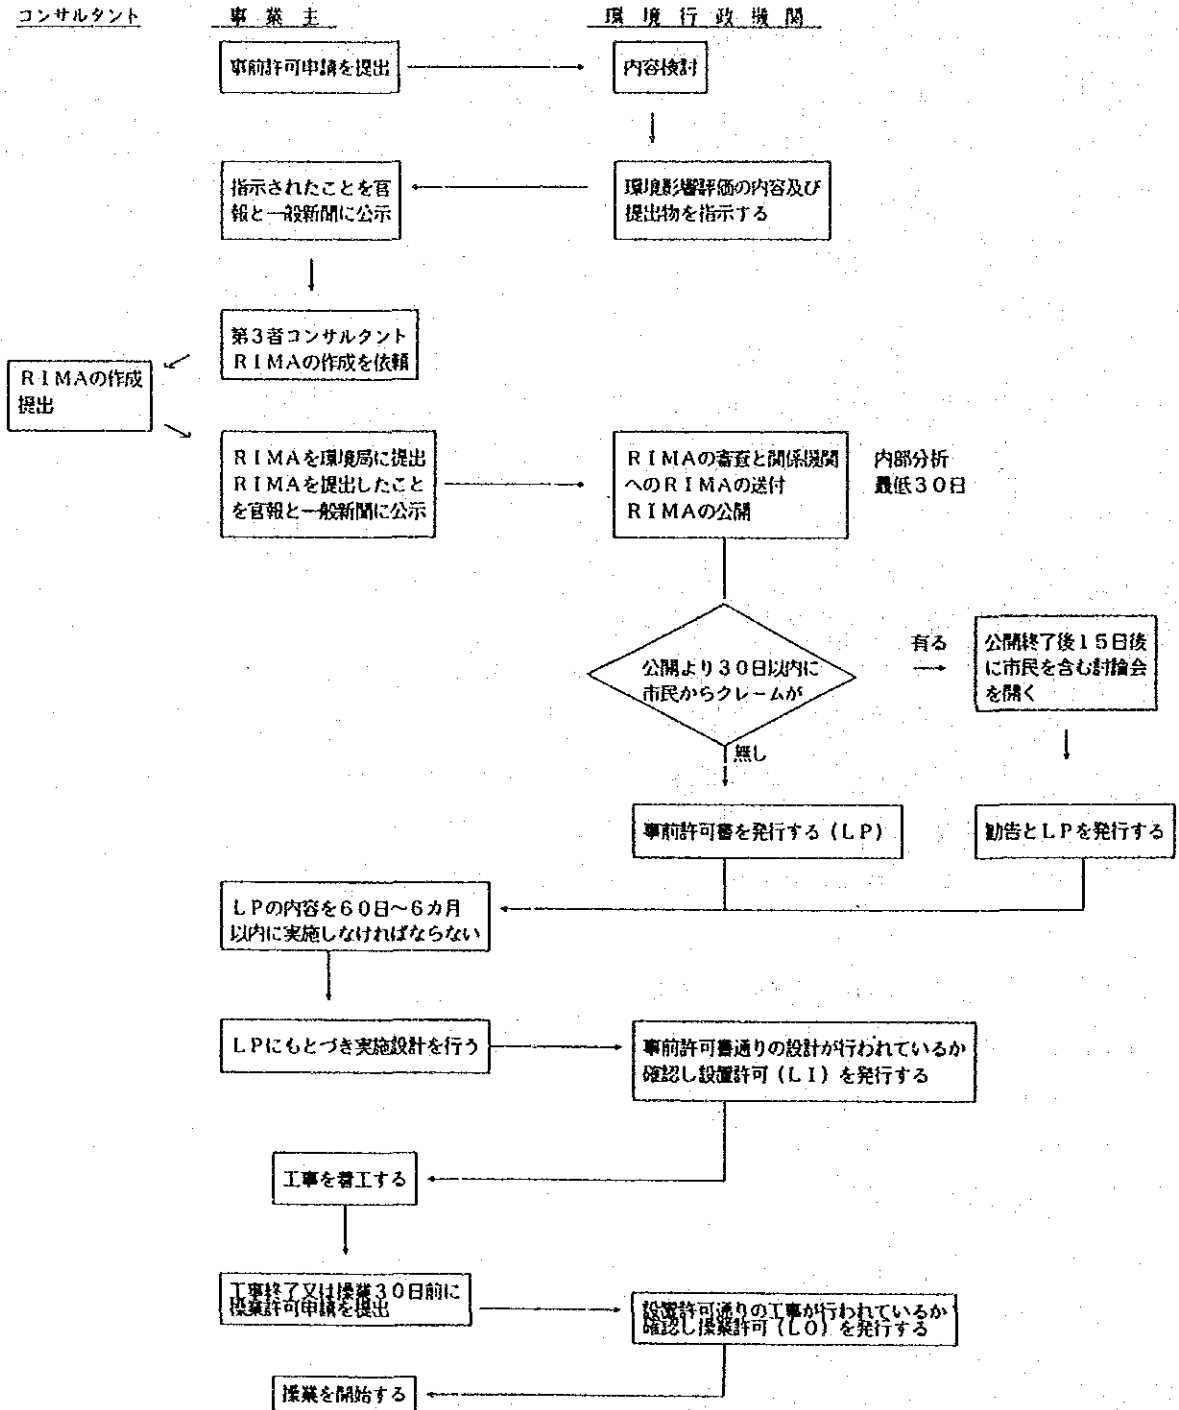 コンサルタント
事業主
環境行政機関
事前許可申請を提出
内容検討
指示されたことを官
報と一般新聞に公示
環境影響評価の内容及び
提出物を指示する
第3者コンサルタント
RIMAの作成を依頼
RIMAの作成
提出
RIMAを環境局に提出
RIMAを提出したこと
を官報と一般新聞に公示
RIMAの審査と関係機関
へのRIMAの送付
RIMAの公開
内部分析
最低30日
公開より30日以内に
市民からクレームが
有る
公開終了後15日後
に市民を含む討論会
を開く
無し
事前許可書を発行する(LP)
勧告とLPを発行する
LPの内容を60日~6カ月
以内に実施しなければならない
LPにもとづき実施設計を行う
事前許可書通りの設計が行われているか
確認し設置許可(LI)を発行する
工事を着工する
工事終了又は操業30日前に
操業許可申請を提出
設置許可通りの工事が行われているか
確認し操業許可(LO)を発行する
操業を開始する